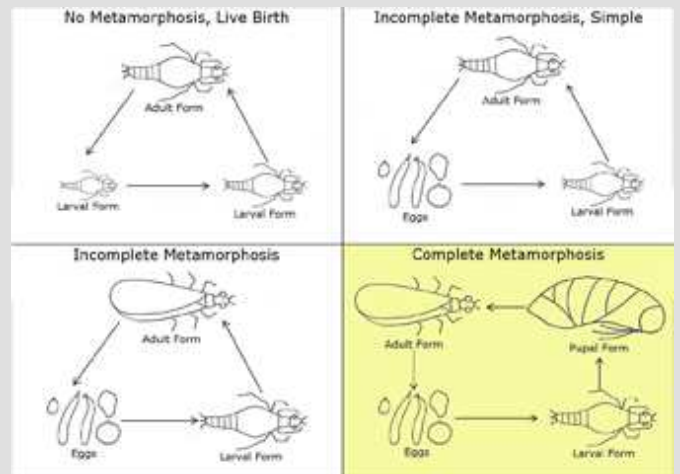 No Metamorphosis, Live Birth
Adult Form
Larval Form
Larval Form
Incomplete Metamorphosis, Simple
Adult Form
Eggs
Larval Form
Incomplete Metamorphosis
Adult Form
Eggs
Larval Form
Complete Metamorphosis
Adult Form
Pupal Form
Eggs
Larval Form